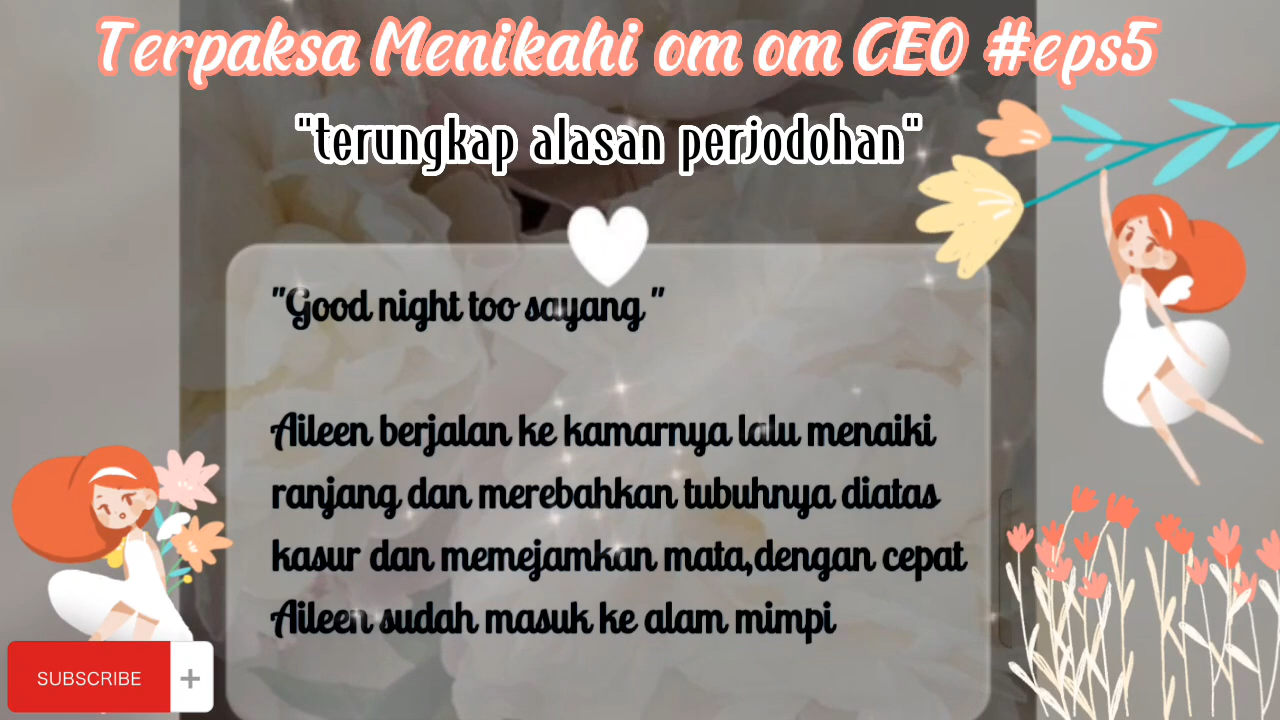 Terpaksa Menikahi om om CEO #eps5
"terungkap alasan perjodohan"
"Good night too sayang"
Aileen berjalan ke kamarnya lalu menaiki
ranjang dan merebahkan tubuhnya diatas
kasur dan memejamkan mata,dengan cepat
Aileen sudah masuk ke alam mimpi
SUBSCRIBE +